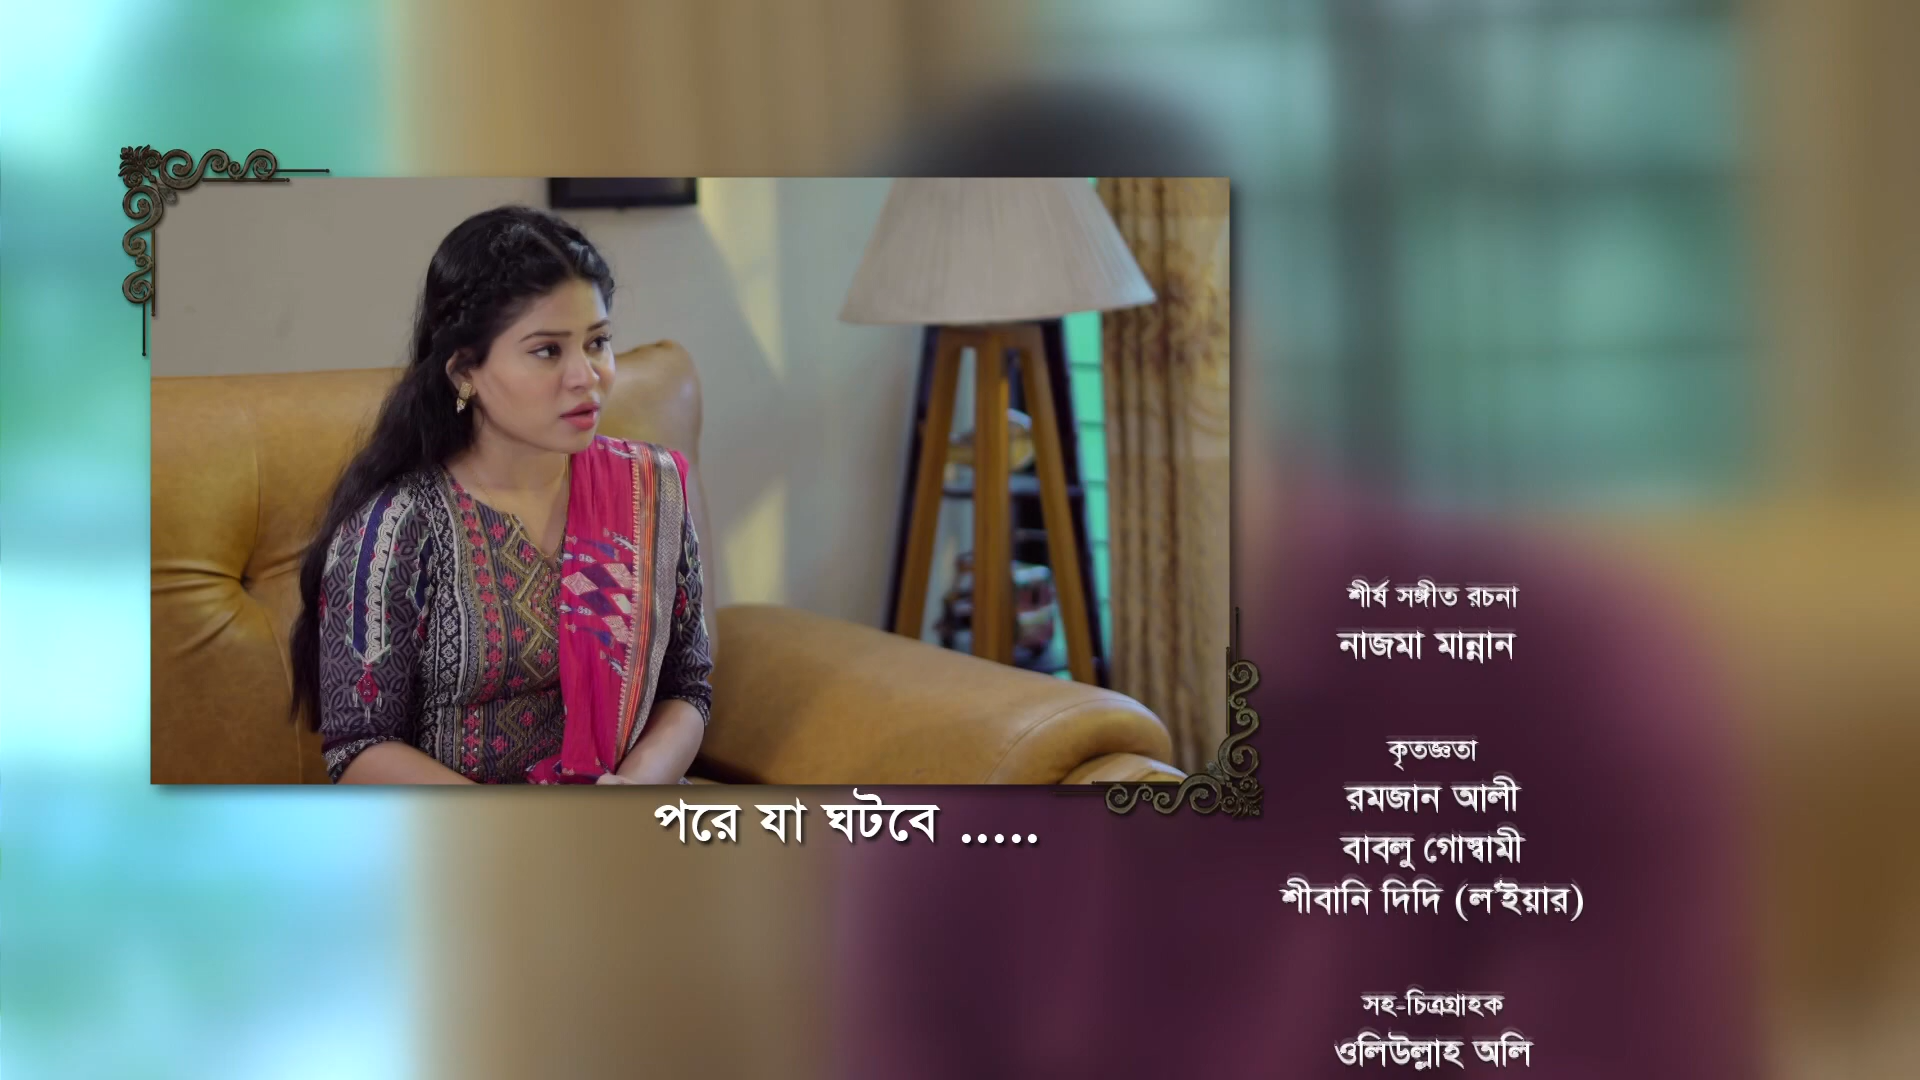 পরে যা ঘটবে .....
শীর্ষ সঙ্গীত রচনা
নাজমা মান্নান
কৃতজ্ঞতা
রমজান আলী
বাবলু গোস্বামী
শীবানি দিদি (ল'ইয়ার)
সহ-চিত্রগ্রাহক
ওলিউল্লাহ অলি